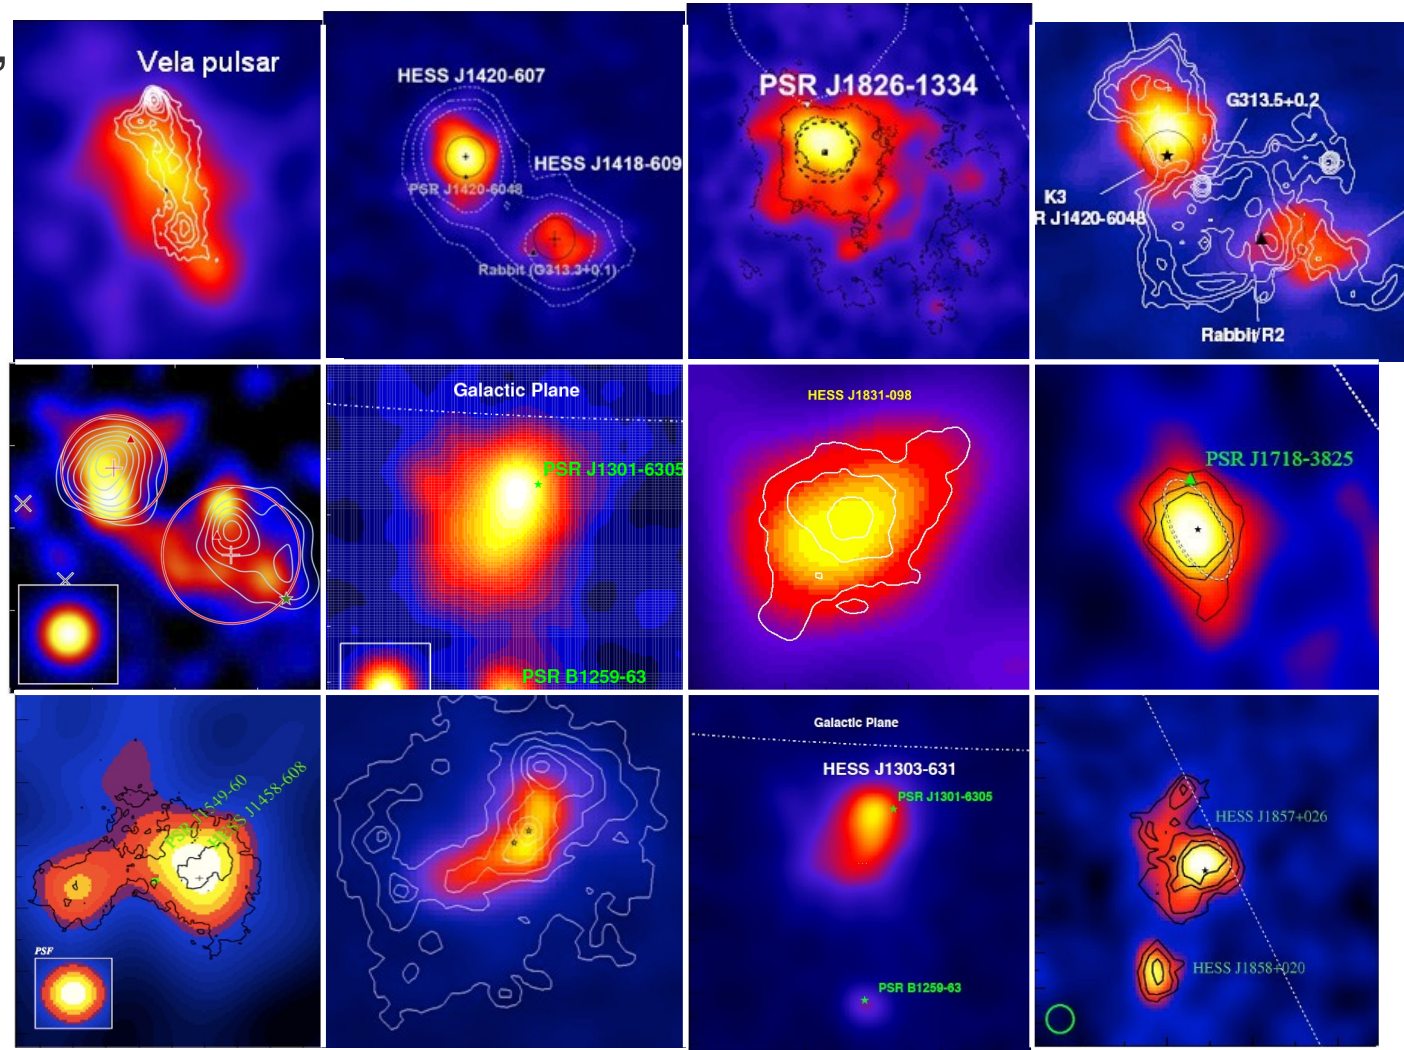 Vela pulsar
HESS J1420-607
HESS J1418-609
PSR J1420-6048
Rabbit (G313.3+0.1)
PSR J1826-1334
G313.5+0.2
K3
R J1420-6048
Rabbit/R2
Galactic Plane
PSR J1301-6305
PSR B1259-63
HESS J1831-098
PSR J1718-3825
PSR J1549-60
HESS J1458-608
PSF
Galactic Plane
HESS J1303-631
PSR J1301-6305
PSR B1259-63
HESS J1857+026
HESS J1858+020